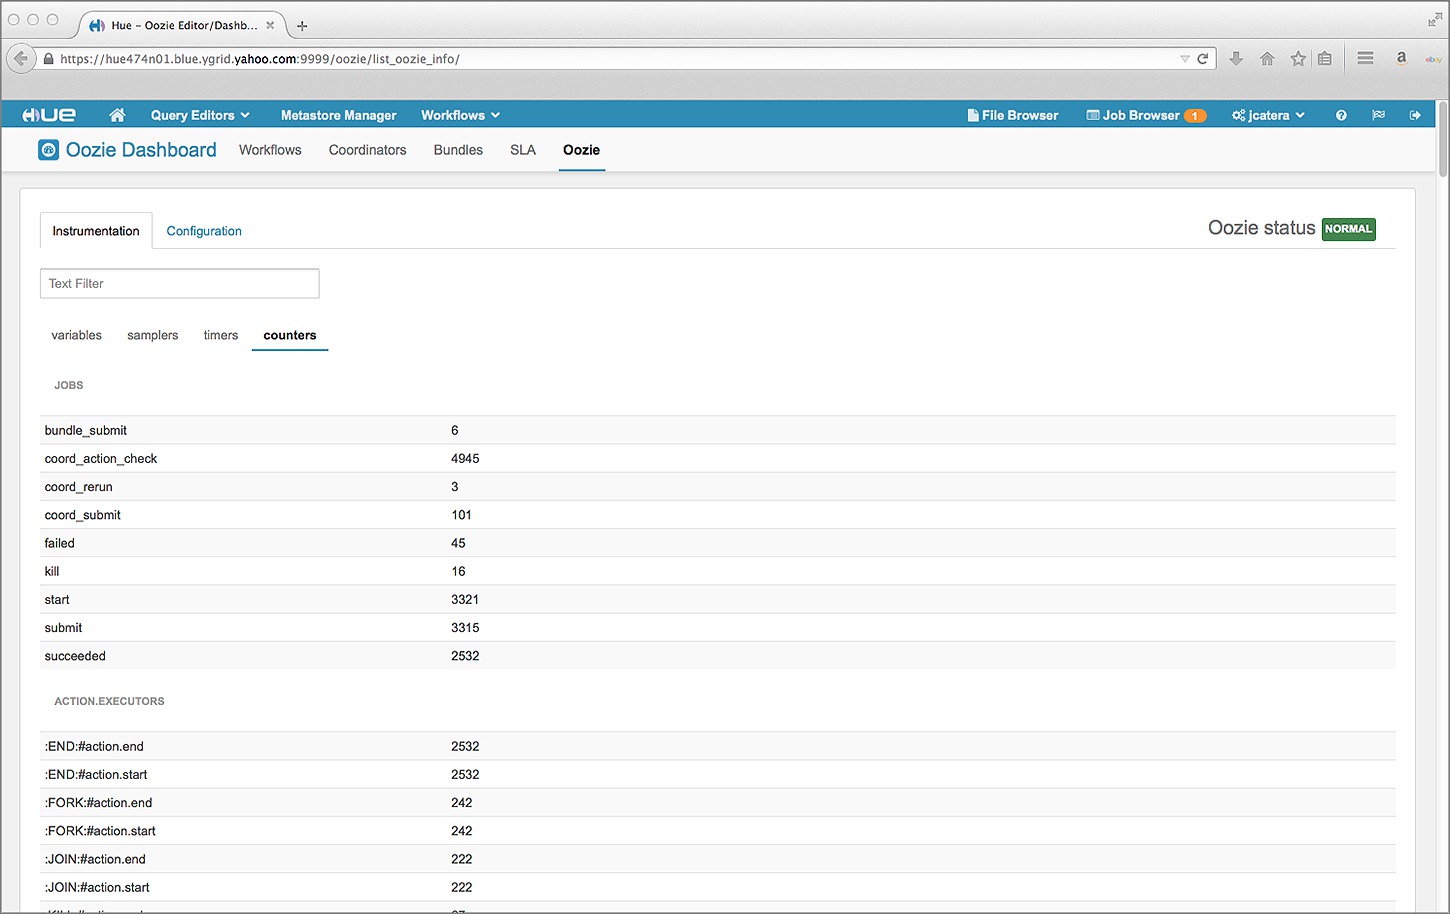 Hue - Oozie Editor/Dashb...
https://hue474n01.blue.ygrid.yahoo.com:9999/oozie/list_oozie_info/
a
ebay
HUE Query Editors Metastore Manager Workflows File Browser Job Browser 1 jcatera
Oozie Dashboard Workflows Coordinators Bundles SLA Oozie
Instrumentation Configuration Oozie status NORMAL
Text Filter
variables samplers timers counters
JOBS
bundle_submit 6
coord_action_check 4945
coord_rerun 3
coord_submit 101
failed 45
kill 16
start 3321
submit 3315
succeeded 2532
ACTION.EXECUTORS
:END:#action.end 2532
:END:#action.start 2532
:FORK:#action.end 242
:FORK:#action.start 242
:JOIN:#action.end 222
:JOIN:#action.start 222